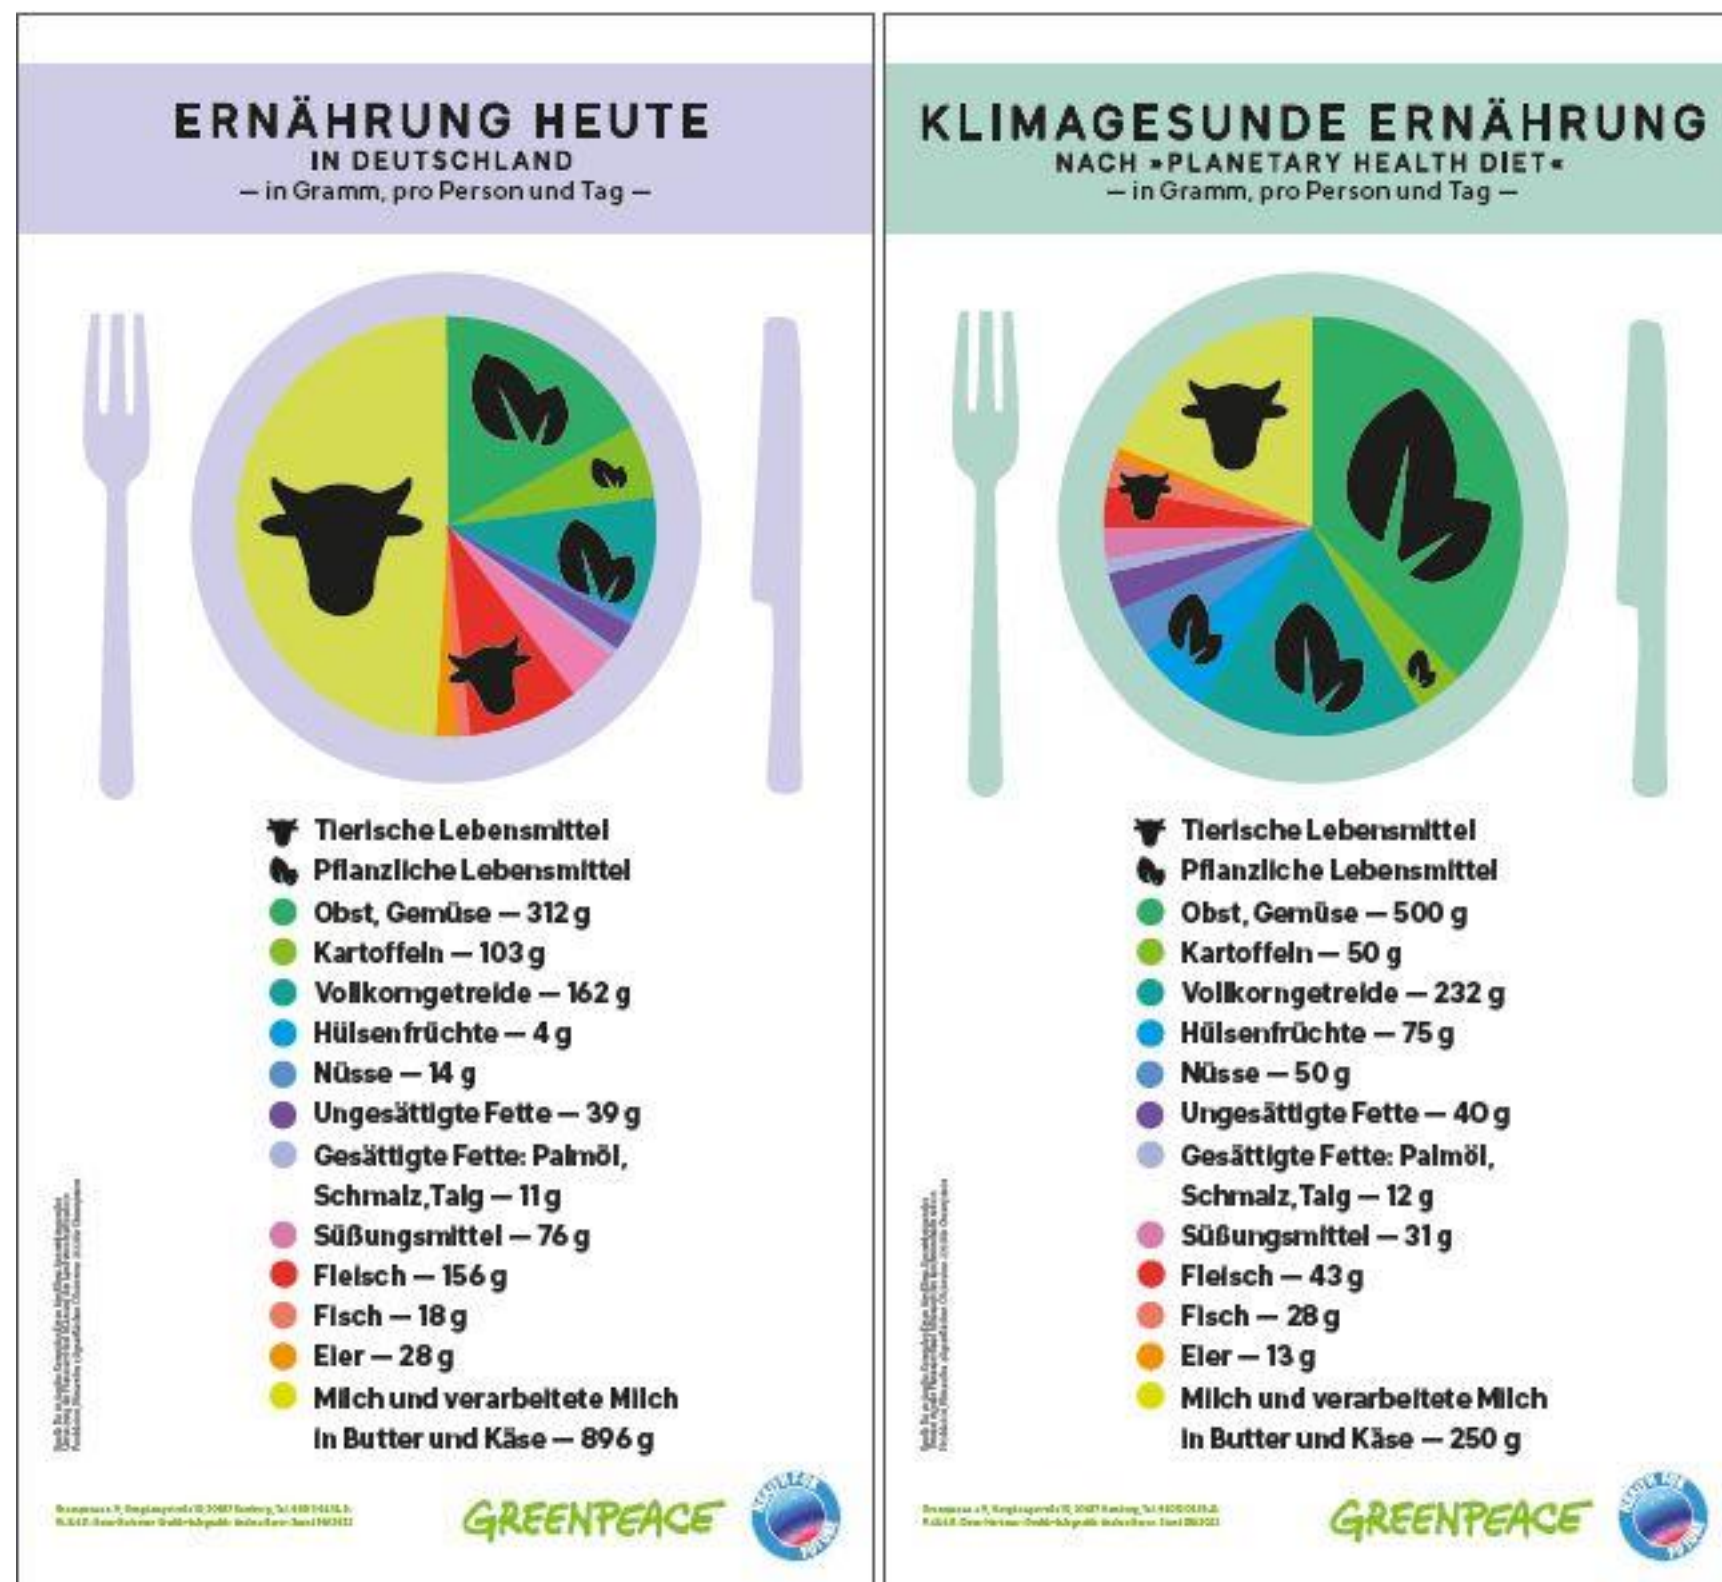 ERNÄHRUNG HEUTE
IN DEUTSCHLAND
— in Gramm, pro Person und Tag —
Tierische Lebensmittel
Pflanzliche Lebensmittel
Obst, Gemüse — 312 g
Kartoffeln — 103 g
Vollkorngetreide — 162 g
Hülsenfrüchte — 4 g
Nüsse — 14 g
Ungesättigte Fette — 39 g
Gesättigte Fette: Palmöl,
Schmalz, Talg — 11 g
Süßungsmittel — 76 g
Fleisch — 156 g
Fisch — 18 g
Eier — 28 g
Milch und verarbeitete Milch
in Butter und Käse — 896 g
GREENPEACE
KLIMAGESUNDE ERNÄHRUNG
NACH »PLANETARY HEALTH DIET«
— in Gramm, pro Person und Tag —
Tierische Lebensmittel
Pflanzliche Lebensmittel
Obst, Gemüse — 500 g
Kartoffeln — 50 g
Vollkorngetreide — 232 g
Hülsenfrüchte — 75 g
Nüsse — 50 g
Ungesättigte Fette — 40 g
Gesättigte Fette: Palmöl,
Schmalz, Talg — 12 g
Süßungsmittel — 31 g
Fleisch — 43 g
Fisch — 28 g
Eier — 13 g
Milch und verarbeitete Milch
in Butter und Käse — 250 g
GREENPEACE